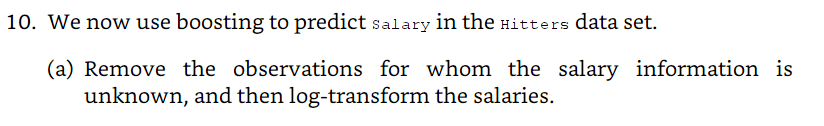 10. We now use boosting to predict Salary in the Hitters data set.
(a) Remove the observations for whom the salary information is
unknown, and then log-transform the salaries.